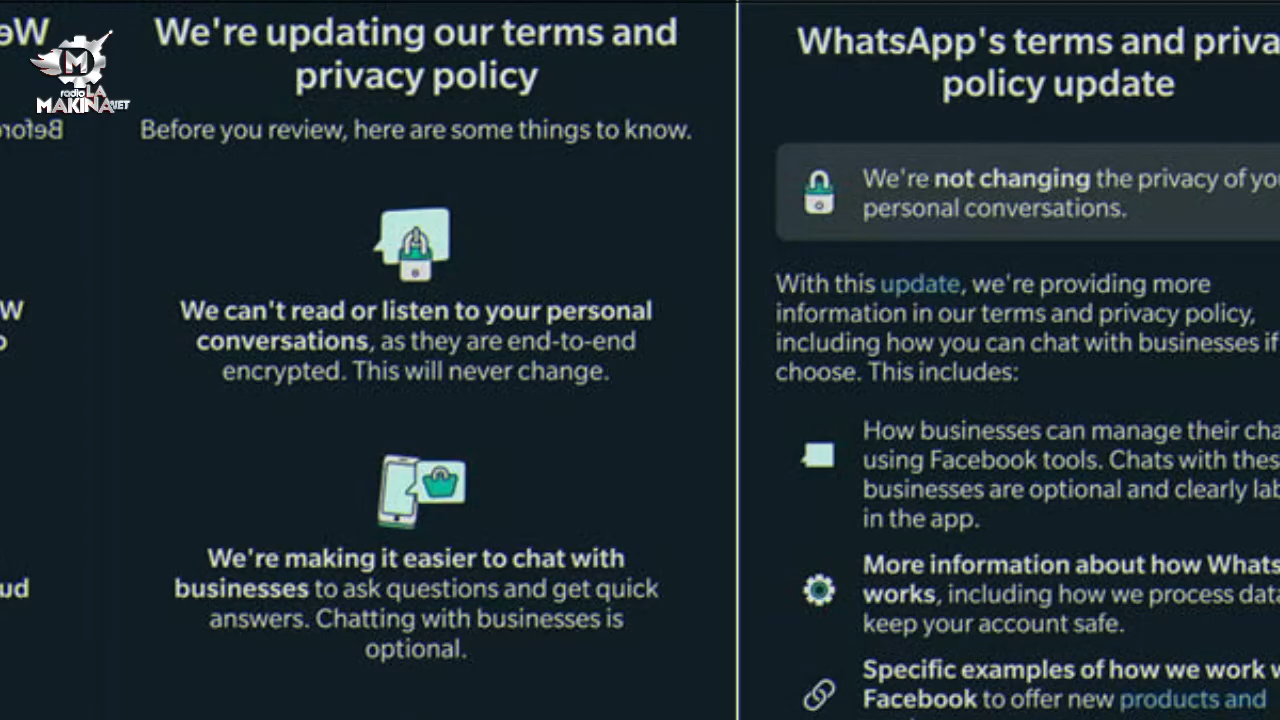 M
radio LA
MAKINA.NET
We're updating our terms and
privacy policy
Before you review, here are some things to know.
We can't read or listen to your personal
conversations, as they are end-to-end
encrypted. This will never change.
We're making it easier to chat with
businesses to ask questions and get quick
answers. Chatting with businesses is
optional.
WhatsApp's terms and priva
policy update
We're not changing the privacy of you
personal conversations.
With this update, we're providing more
information in our terms and privacy policy,
including how you can chat with businesses if
choose. This includes:
How businesses can manage their cha
using Facebook tools. Chats with thes
businesses are optional and clearly lab
in the app.
More information about how Whats
works, including how we process data
keep your account safe.
Specific examples of how we work w
Facebook to offer new products and